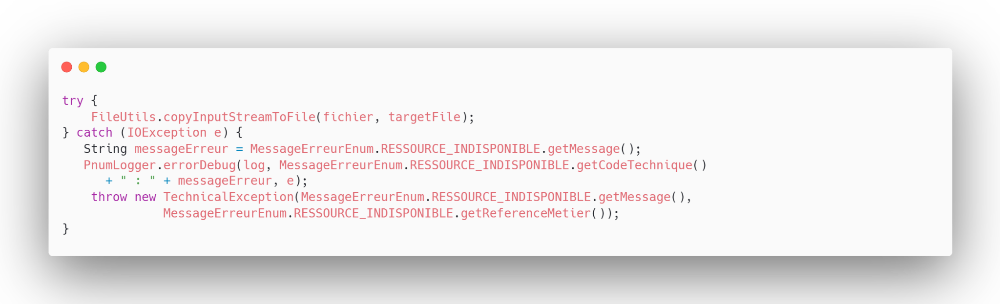 try {
    FileUtils.copyInputStreamToFile(fichier, targetFile);
} catch (IOException e) {
   String messageErreur = MessageErreurEnum.RESSOURCE_INDISPONIBLE.getMessage();
   PnumLogger.errorDebug(log, MessageErreurEnum.RESSOURCE_INDISPONIBLE.getCodeTechnique()
      + " : " + messageErreur, e);
    throw new TechnicalException(MessageErreurEnum.RESSOURCE_INDISPONIBLE.getMessage(),
              MessageErreurEnum.RESSOURCE_INDISPONIBLE.getReferenceMetier());
}